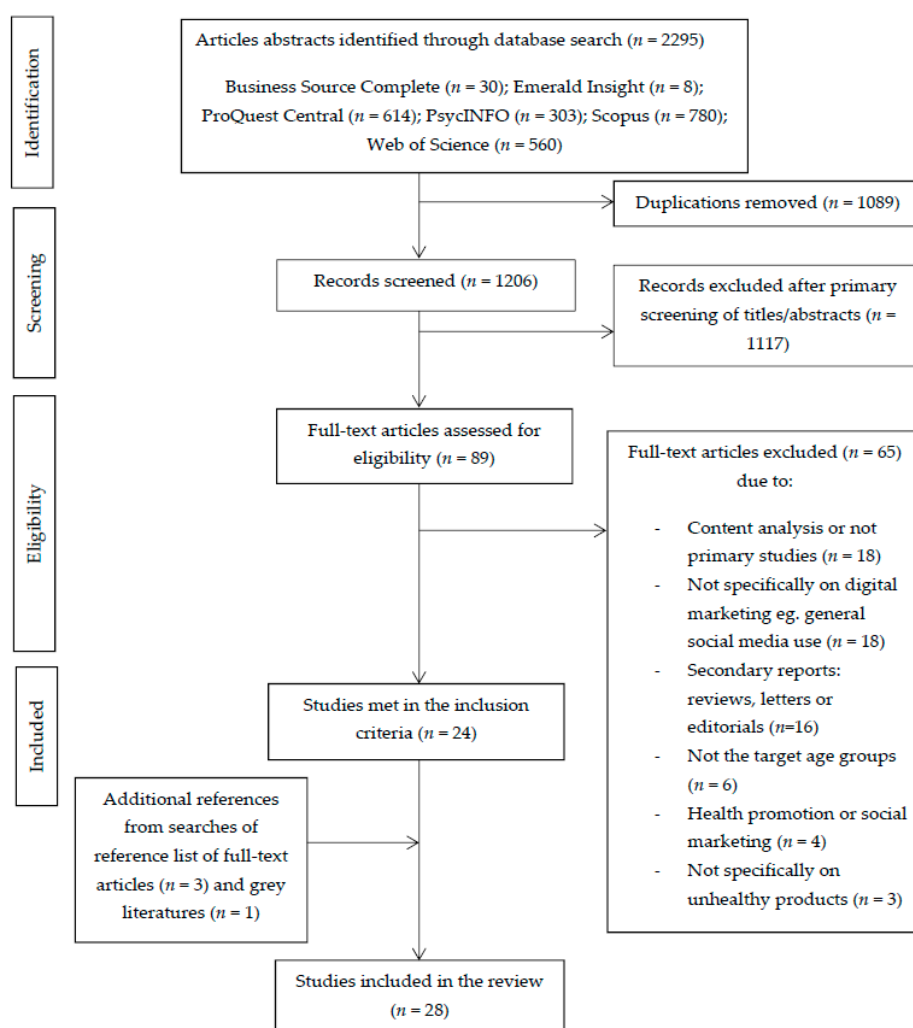 Identification
Articles abstracts identified through database search (n = 2295)
Business Source Complete (n = 30); Emerald Insight (n = 8);
ProQuest Central (n = 614); PsycINFO (n = 303); Scopus (n = 780);
Web of Science (n = 560)
Duplications removed (n = 1089)
Screening
Records screened (n = 1206)
Records excluded after primary
screening of titles/abstracts (n =
1117)
Eligibility
Full-text articles assessed for
eligibility (n = 89)
Full-text articles excluded (n = 65)
due to:
- Content analysis or not
primary studies (n = 18)
- Not specifically on digital
marketing eg. general
social media use (n = 18)
- Secondary reports:
reviews, letters or
editorials (n=16)
- Not the target age groups
(n = 6)
- Health promotion or social
marketing (n = 4)
- Not specifically on
unhealthy products (n = 3)
Included
Studies met in the inclusion
criteria (n = 24)
Additional references
from searches of
reference list of full-text
articles (n = 3) and grey
literatures (n = 1)
Studies included in the review
(n = 28)